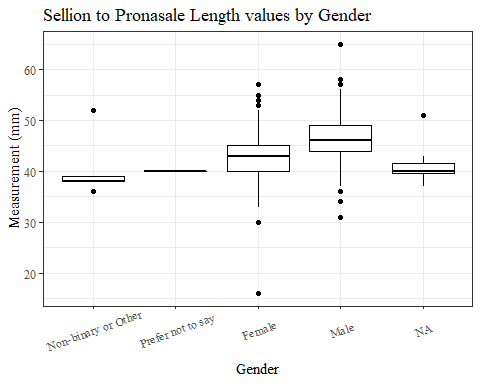 Sellion to Pronasale Length values by Gender
Measurement (mm)
60
50
40
30
20
Non-binary or Other
Prefer not to say
Female
Male
NA
Gender